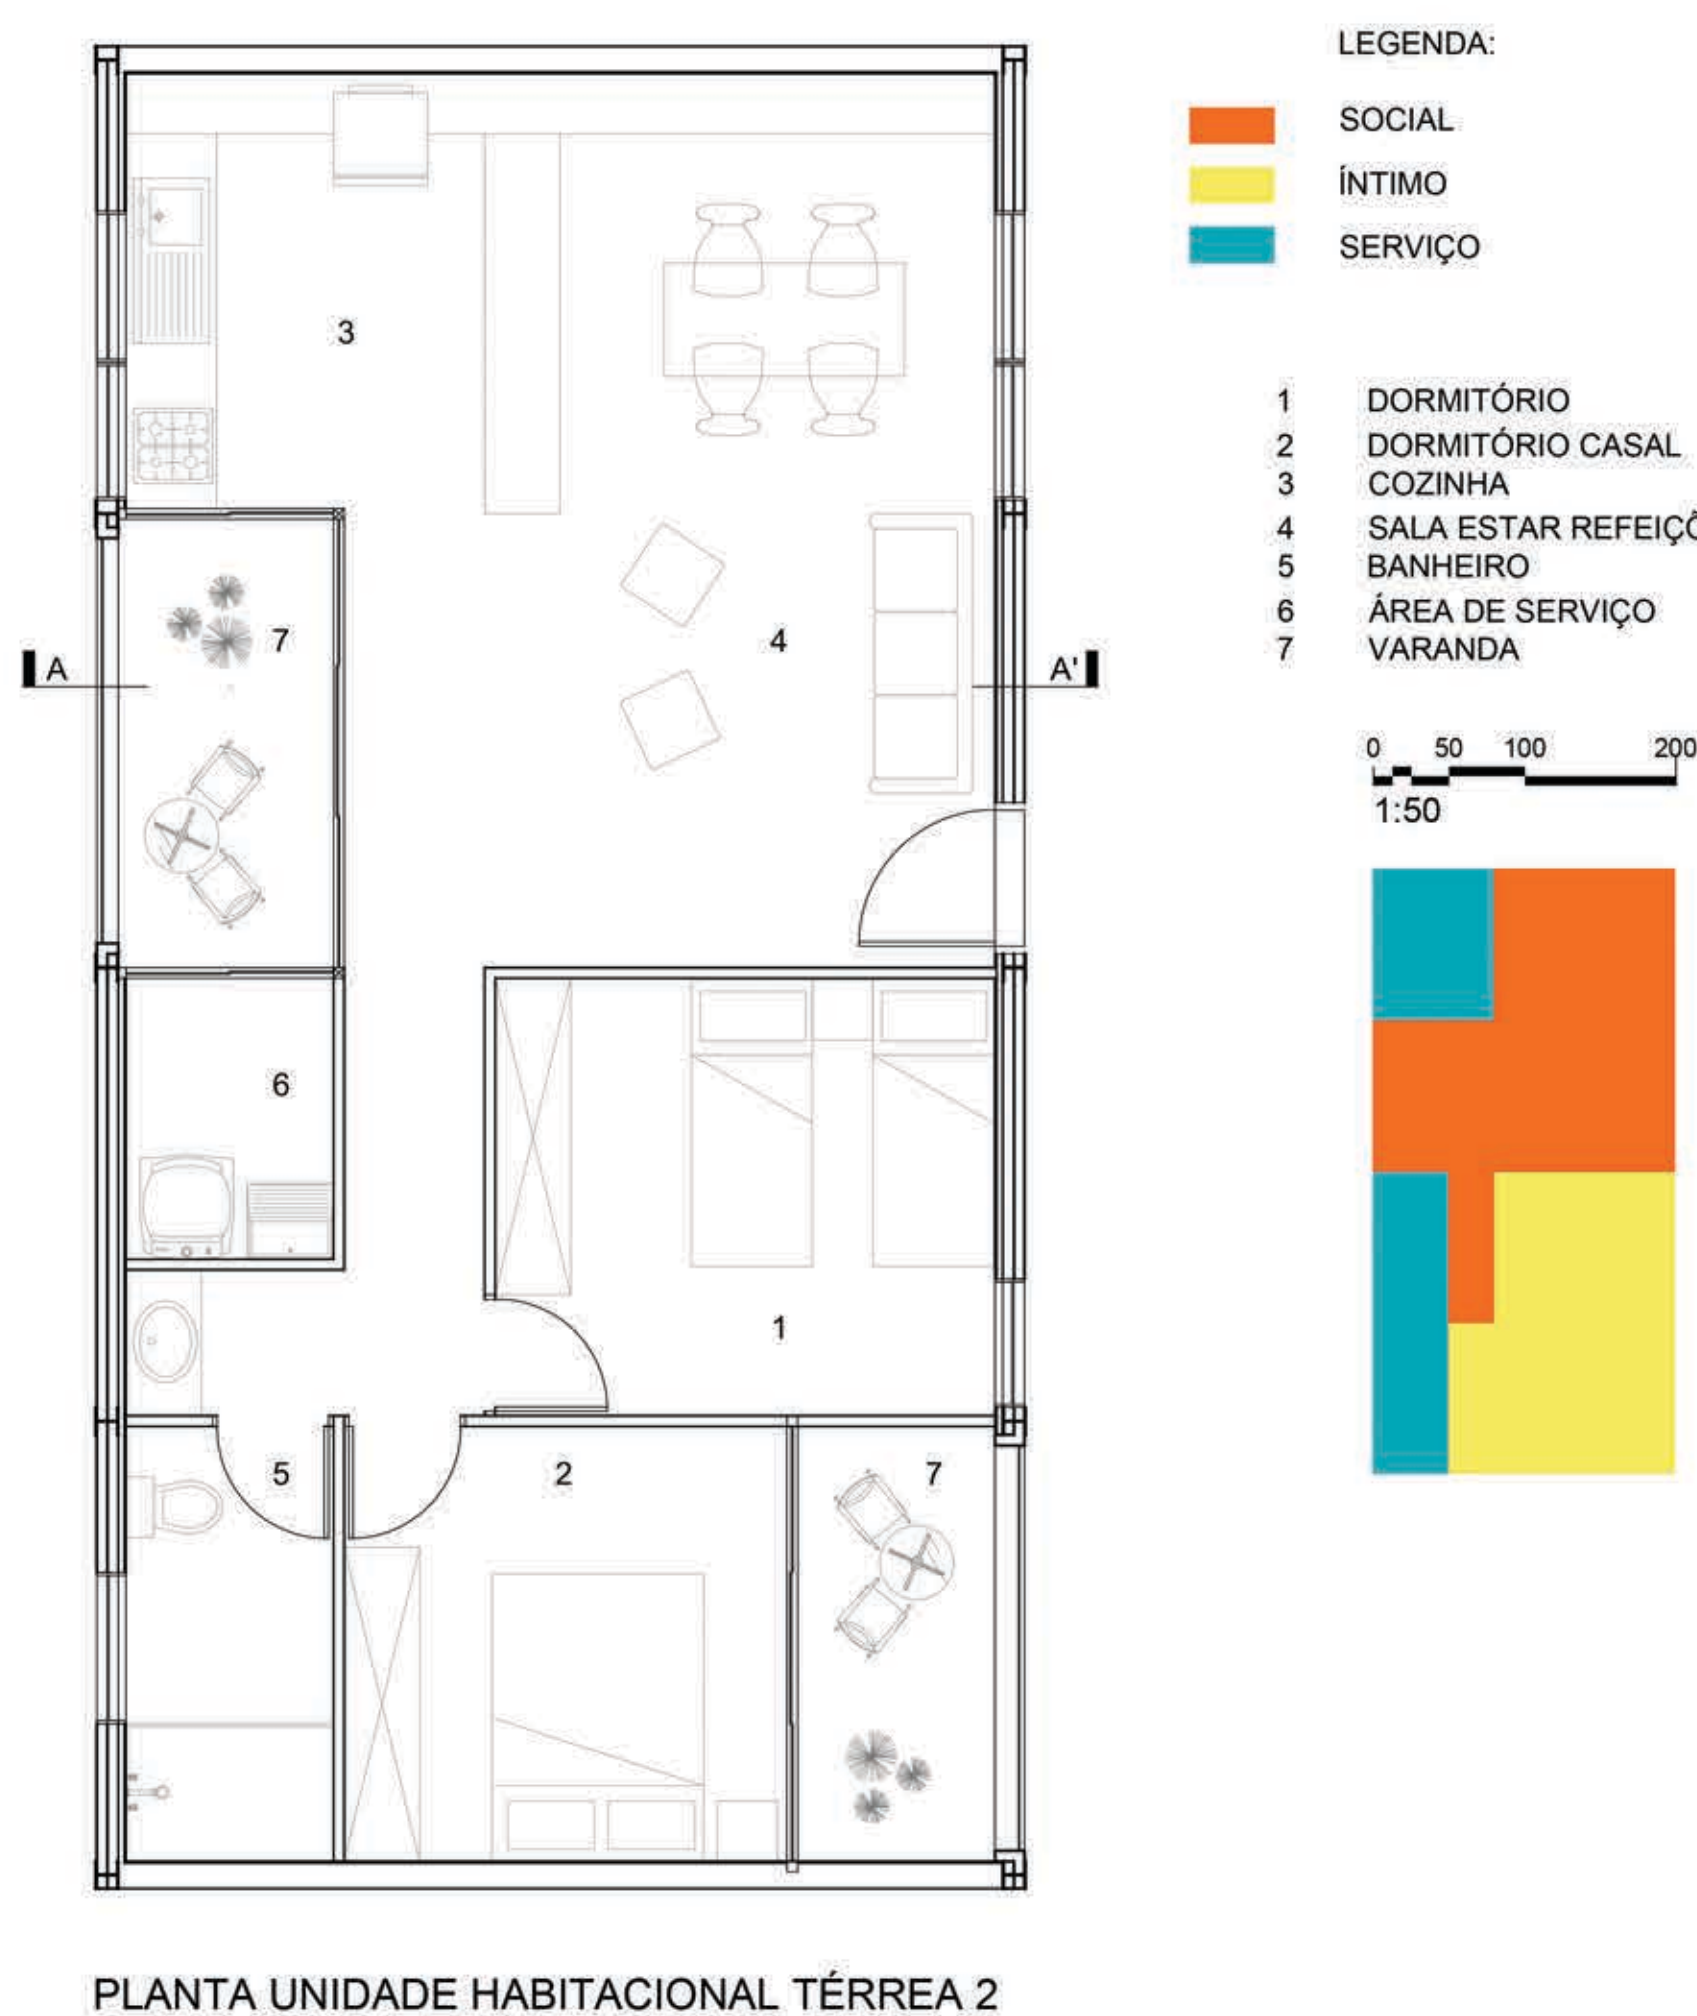 LEGENDA:
SOCIAL
ÍNTIMO
SERVIÇO
3
1 DORMITÓRIO
2 DORMITÓRIO CASAL
3 COZINHA
4 SALA ESTAR REFEIÇÕ
5 BANHEIRO
6 ÁREA DE SERVIÇO
7 VARANDA
7
4
A
A'
0 50 100 200
1:50
6
1
5
2
7
PLANTA UNIDADE HABITACIONAL TÉRREA 2